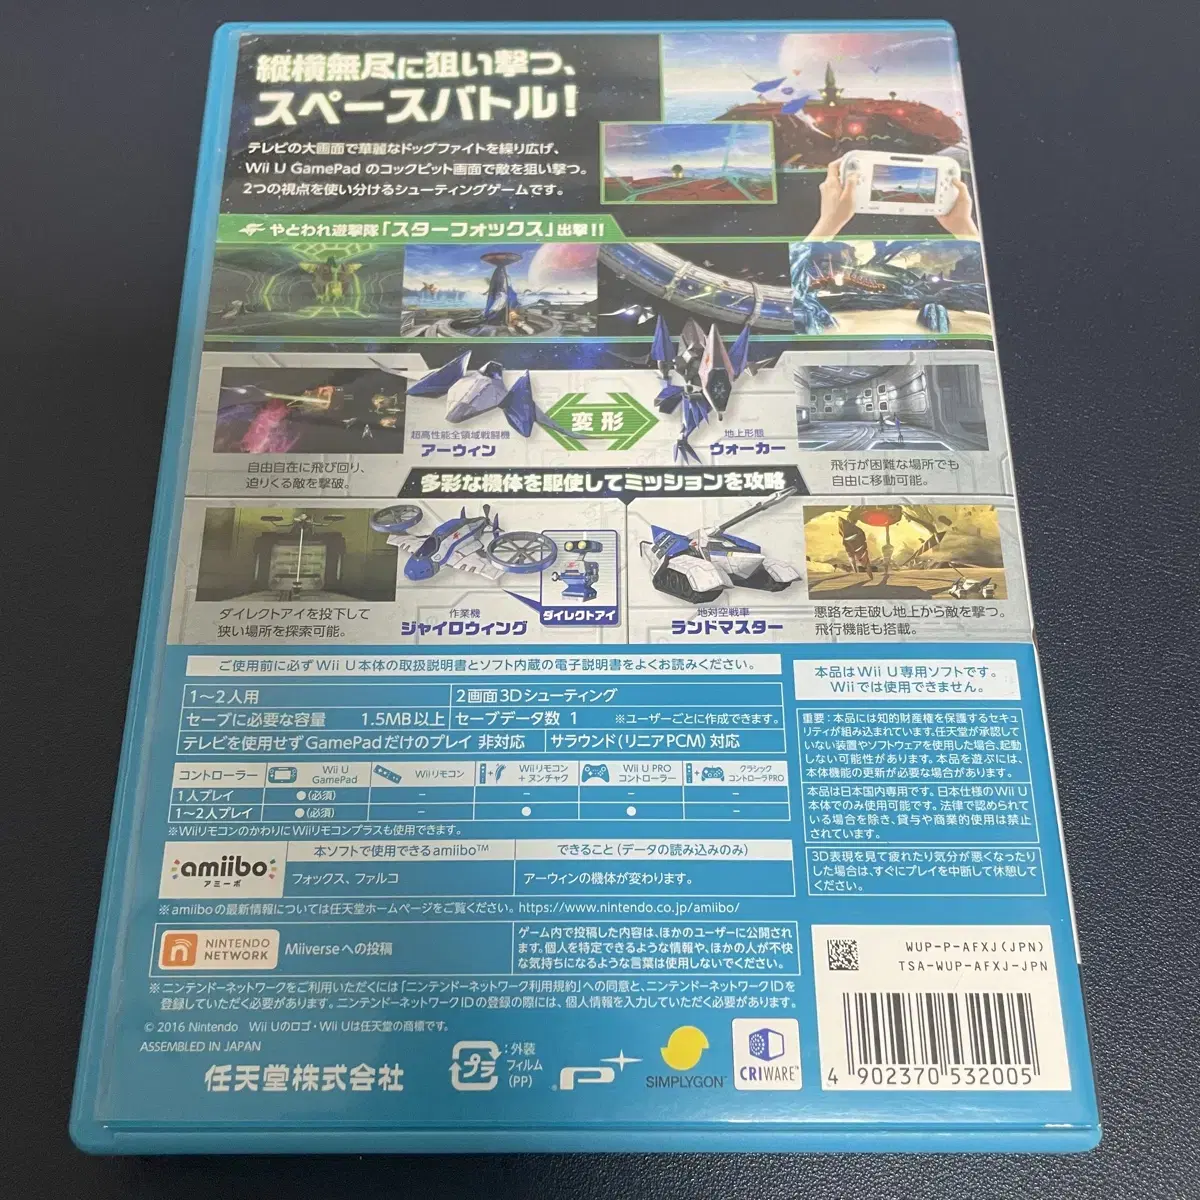 縦横無尽に狙い撃つ、
スペースバトル!
テレビの大画面で華麗なドッグファイトを繰り広げ、
Wii U GamePad のコックピット画面で敵を狙い撃つ。
2つの視点を使い分けるシューティングゲームです。
やとわれ遊撃隊「スターフォックス」出撃!!
超高性能全領域戦闘機
アーウィン
変形
地上形態
ウォーカー
自由自在に飛び回り、
迫りくる敵を撃破。
飛行が困難な場所でも
自由に移動可能。
多彩な機体を駆使してミッションを攻略
ダイレクトアイを投下して
狭い場所を探索可能。
作業機
ジャイロウィング
ダイレクトアイ
地対空戦車
ランドマスター
悪路を走破し地上から敵を撃つ。
飛行機能も搭載。
ご使用前に必ずWii U本体の取扱説明書とソフト内蔵の電子説明書をよくお読みください。
1〜2人用
2画面3Dシューティング
セーブに必要な容量 1.5MB以上
セーブデータ数 1 ※ユーザーごとに作成できます。
テレビを使用せずGamePadだけのプレイ 非対応
サラウンド(リニアPCM)対応
コントローラー Wii U GamePad Wiiリモコン Wiiリモコン+ヌンチャク Wii U PRO コントローラー クラシックコントローラPRO
1人プレイ ●(必須) − − − −
1〜2人プレイ ●(必須) − ● ● −
※WiiリモコンのかわりにWiiリモコンプラスも使用できます。
amiibo
アミーボ
本ソフトで使用できるamiibo™
できること(データの読み込みのみ)
フォックス、ファルコ
アーウィンの機体が変わります。
※amiiboの最新情報については任天堂ホームページをご覧ください。https://www.nintendo.co.jp/amiibo/
NINTENDO
NETWORK
Miiverseへの投稿
ゲーム内で投稿した内容は、ほかのユーザーに公開され
ます。個人を特定できるような情報や、ほかの人が不快
な気持ちになるような言葉は使用しないでください。
※ニンテンドーネットワークをご利用いただくには「ニンテンドーネットワーク利用規約」への同意と、ニンテンドーネットワークIDを
登録していただく必要があります。ニンテンドーネットワークIDの登録の際には、個人情報を入力していただく必要があります。
© 2016 Nintendo Wii Uのロゴ・Wii Uは任天堂の商標です。
ASSEMBLED IN JAPAN
任天堂株式会社
プラ
:外装
フィルム
(PP)
P
SIMPLYGON™
CRIWARE™
本品はWii U専用ソフトです。
Wiiでは使用できません。
重要:本品には知的財産権を保護するセキュ
リティが組み込まれています。任天堂が承認して
いない装置やソフトウェアを使用した場合、起動
しない可能性があります。本品を遊ぶには、
本体機能の更新が必要な場合があります。
本品は日本国内専用です。日本仕様のWii U
本体でのみ使用可能です。法律で認められて
いる場合を除き、貸与や商業的使用は禁止
されています。
3D表現を見て疲れたり気分が悪くなったり
した場合は、すぐにプレイを中断して休憩して
ください。
WUP-P-AFXJ(JPN)
TSA-WUP-AFXJ-JPN
4 902370 532005